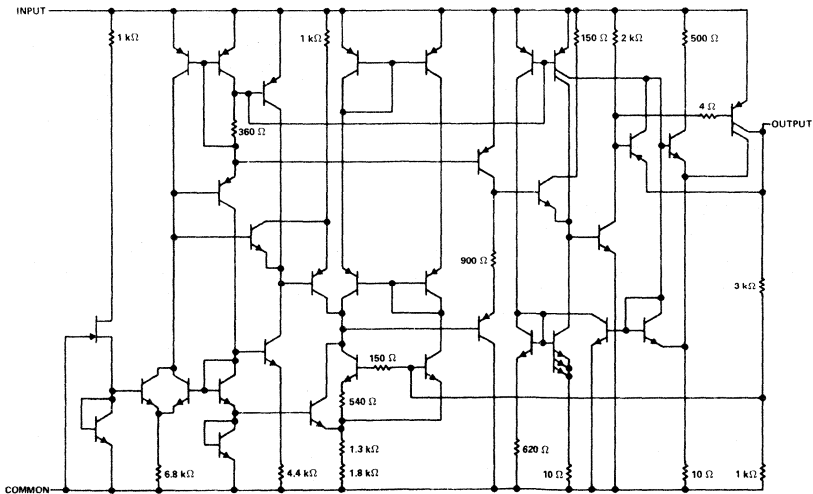 INPUT
1 kΩ
1 kΩ
150 Ω
2 kΩ
500 Ω
4 Ω
OUTPUT
360 Ω
900 Ω
3 kΩ
150 Ω
540 Ω
1.3 kΩ
620 Ω
6.8 kΩ
4.4 kΩ
1.8 kΩ
10 Ω
10 Ω
1 kΩ
COMMON